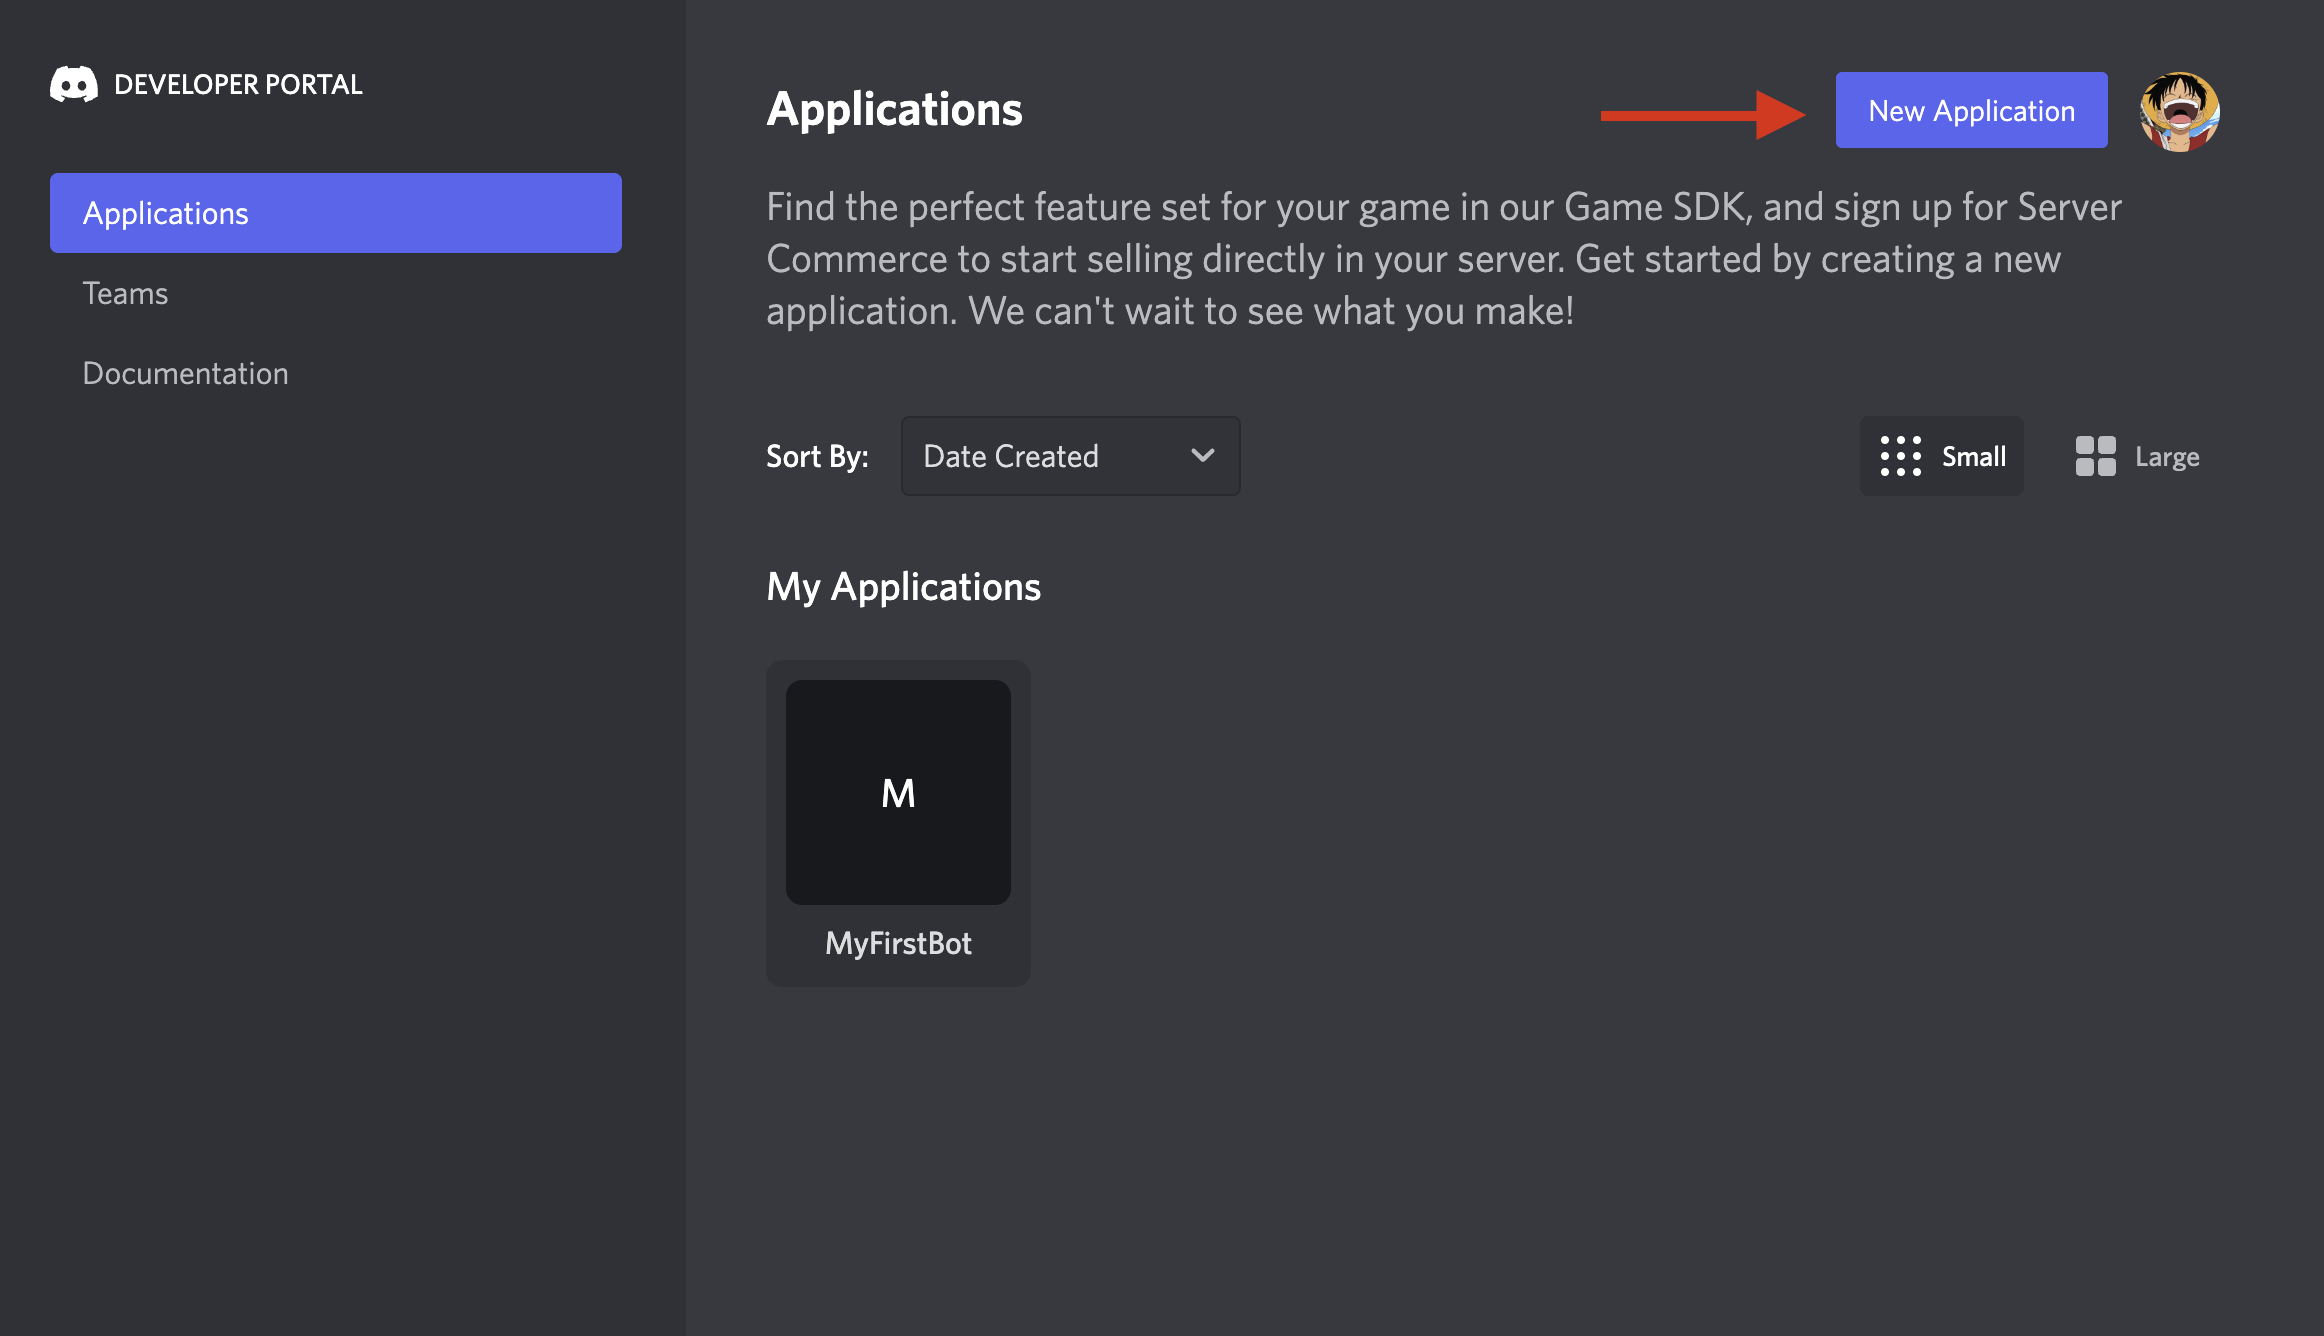 DEVELOPER PORTAL
Applications
Teams
Documentation
Applications
New Application
Find the perfect feature set for your game in our Game SDK, and sign up for Server
Commerce to start selling directly in your server. Get started by creating a new
application. We can't wait to see what you make!
Sort By:
Date Created
Small
Large
My Applications
M
MyFirstBot